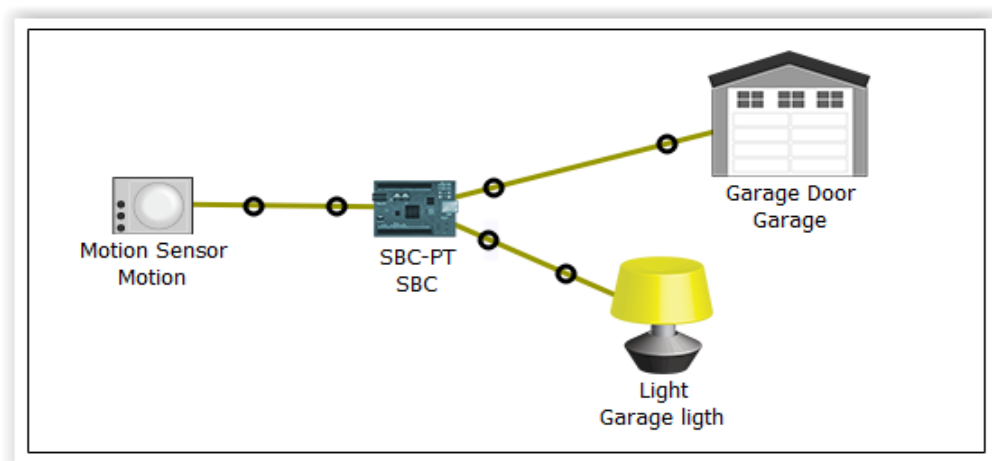 Motion Sensor
Motion
SBC-PT
SBC
Garage Door
Garage
Light
Garage ligth